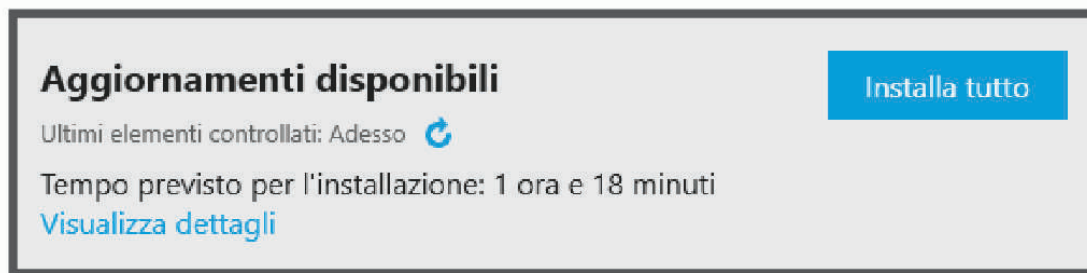 Aggiornamenti disponibili
Installa tutto
Ultimi elementi controllati: Adesso
Tempo previsto per l'installazione: 1 ora e 18 minuti
Visualizza dettagli